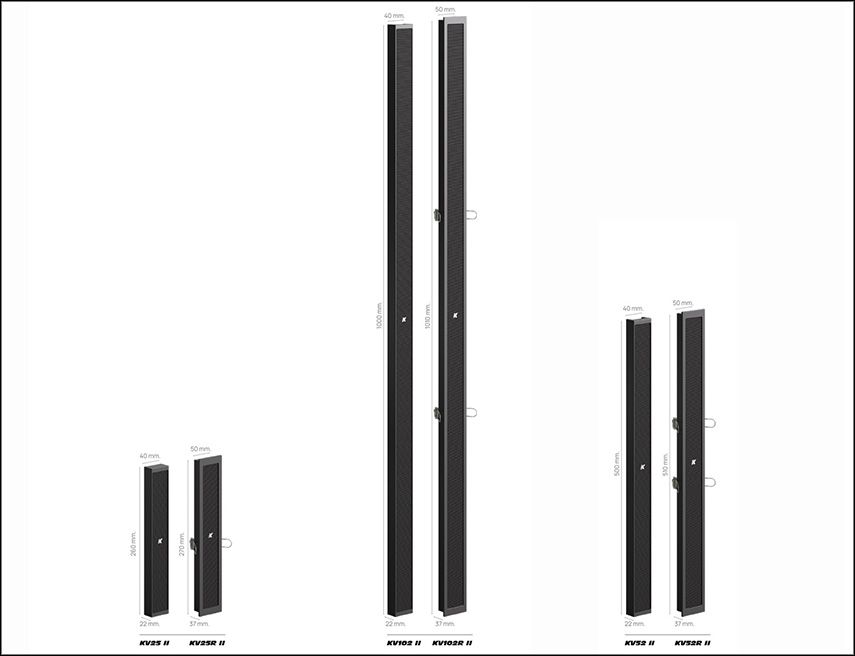 40 mm.
50 mm.
260 mm.
270 mm.
22 mm.
37 mm.
KV25 II
KV25R II
40 mm.
50 mm.
1000 mm.
1010 mm.
K
K
22 mm.
37 mm.
KV102 II
KV102R II
40 mm.
50 mm.
500 mm.
510 mm.
K
K
22 mm.
37 mm.
KV52 II
KV52R II
K
K